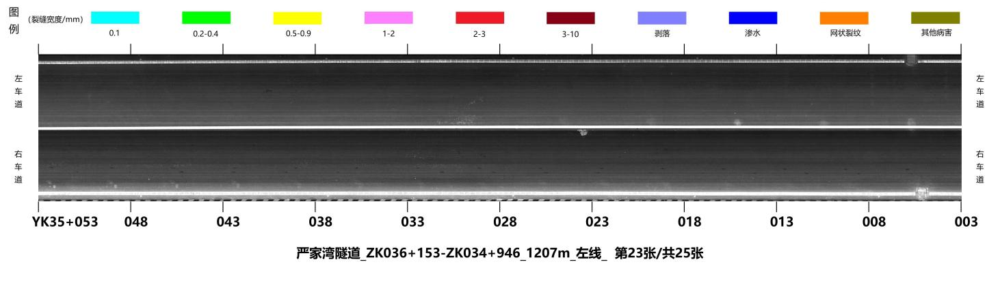 图例
(裂缝宽度/mm)
0.1
0.2-0.4
0.5-0.9
1-2
2-3
3-10
剥落
渗水
网状裂纹
其他病害
左车道
左车道
右车道
右车道
YK35+053 048 043 038 033 028 023 018 013 008 003
严家湾隧道_ZK036+153-ZK034+946_1207m_左线_ 第23张/共25张